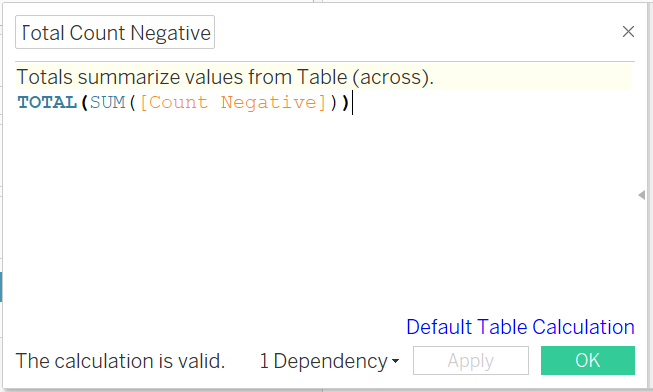 Total Count Negative
Totals summarize values from Table (across).
TOTAL(SUM([Count Negative]))
Default Table Calculation
The calculation is valid. 1 Dependency Apply OK